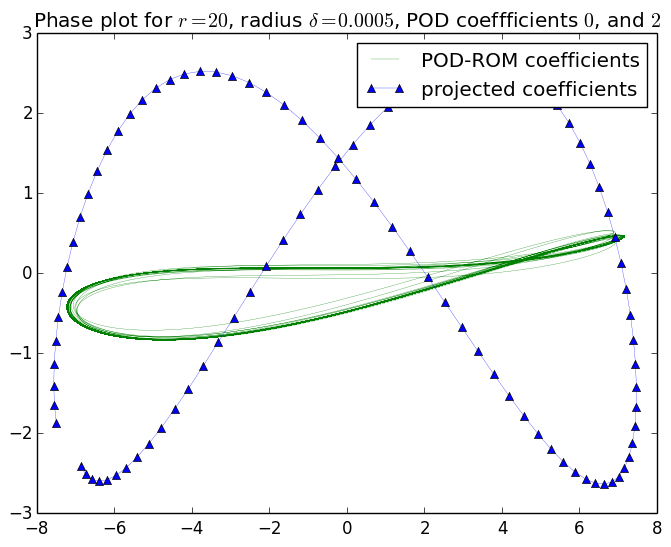 Phase plot for r=20, radius δ=0.0005, POD coeffficients 0, and 2
POD-ROM coefficients
projected coefficients
3
2
1
0
−1
−2
−3
−8 −6 −4 −2 0 2 4 6 8